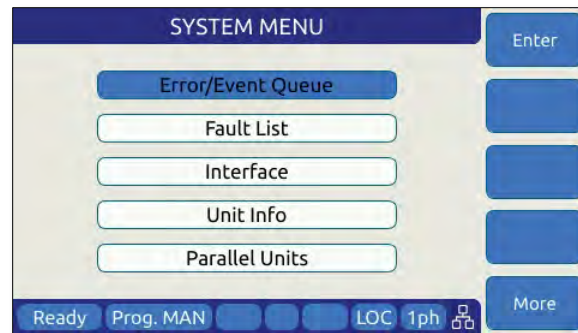 SYSTEM MENU
Enter
Error/Event Queue
Fault List
Interface
Unit Info
Parallel Units
More
Ready Prog. MAN LOC 1ph